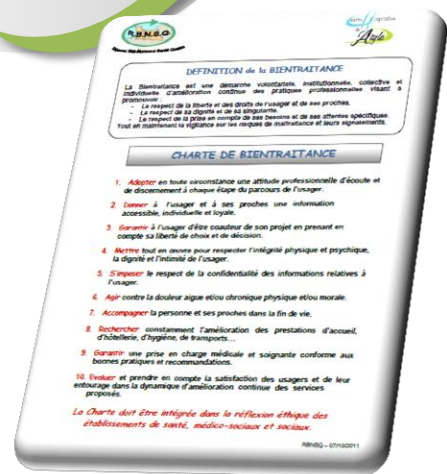 R.B.N.S.Q
Azols
DEFINITION de la BIENTRAITANCE
La Bientraitance est une démarche volontariste, institutionnelle, collective et
individuelle d'amélioration continue des pratiques professionnelles visant à
promouvoir :
- Le respect de la liberté et des droits de l'usager et de ses proches.
- Le respect de sa dignité et de sa singularité.
- Le respect de la prise en compte de ses besoins et de ses attentes spécifiques.
Tout en maintenant la vigilance sur les risques de maltraitance et leurs signalements.
CHARTE DE BIENTRAITANCE
1. Adopter en toute circonstance une attitude professionnelle d'écoute et
de discernement à chaque étape du parcours de l'usager.
2. Donner à l'usager et à ses proches une information
accessible, individuelle et loyale.
3. Garantir à l'usager d'être coauteur de son projet en prenant en
compte sa liberté de choix et de décision.
4. Mettre tout en œuvre pour respecter l'intégrité physique et psychique,
la dignité et l'intimité de l'usager.
5. S'imposer le respect de la confidentialité des informations relatives à
l'usager.
6. Agir contre la douleur aigue et/ou chronique physique et/ou morale.
7. Accompagner la personne et ses proches dans la fin de vie.
8. Rechercher constamment l'amélioration des prestations d'accueil,
d'hôtellerie, d'hygiène, de transports...
9. Garantir une prise en charge médicale et soignante conforme aux
bonnes pratiques et recommandations.
10. Evaluer et prendre en compte la satisfaction des usagers et de leur
entourage dans la dynamique d'amélioration continue des services
proposés.
La Charte doit être intégrée dans la réflexion éthique des
établissements de santé, médico-sociaux et sociaux.
RBNSQ – 07/10/2011